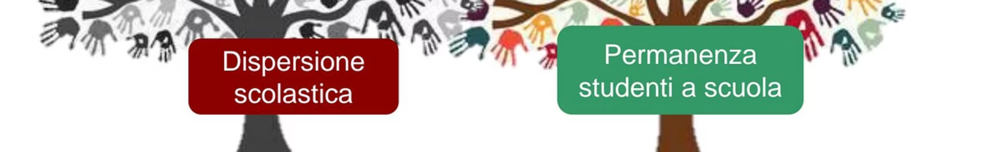 Dispersione
scolastica
Permanenza
studenti a scuola